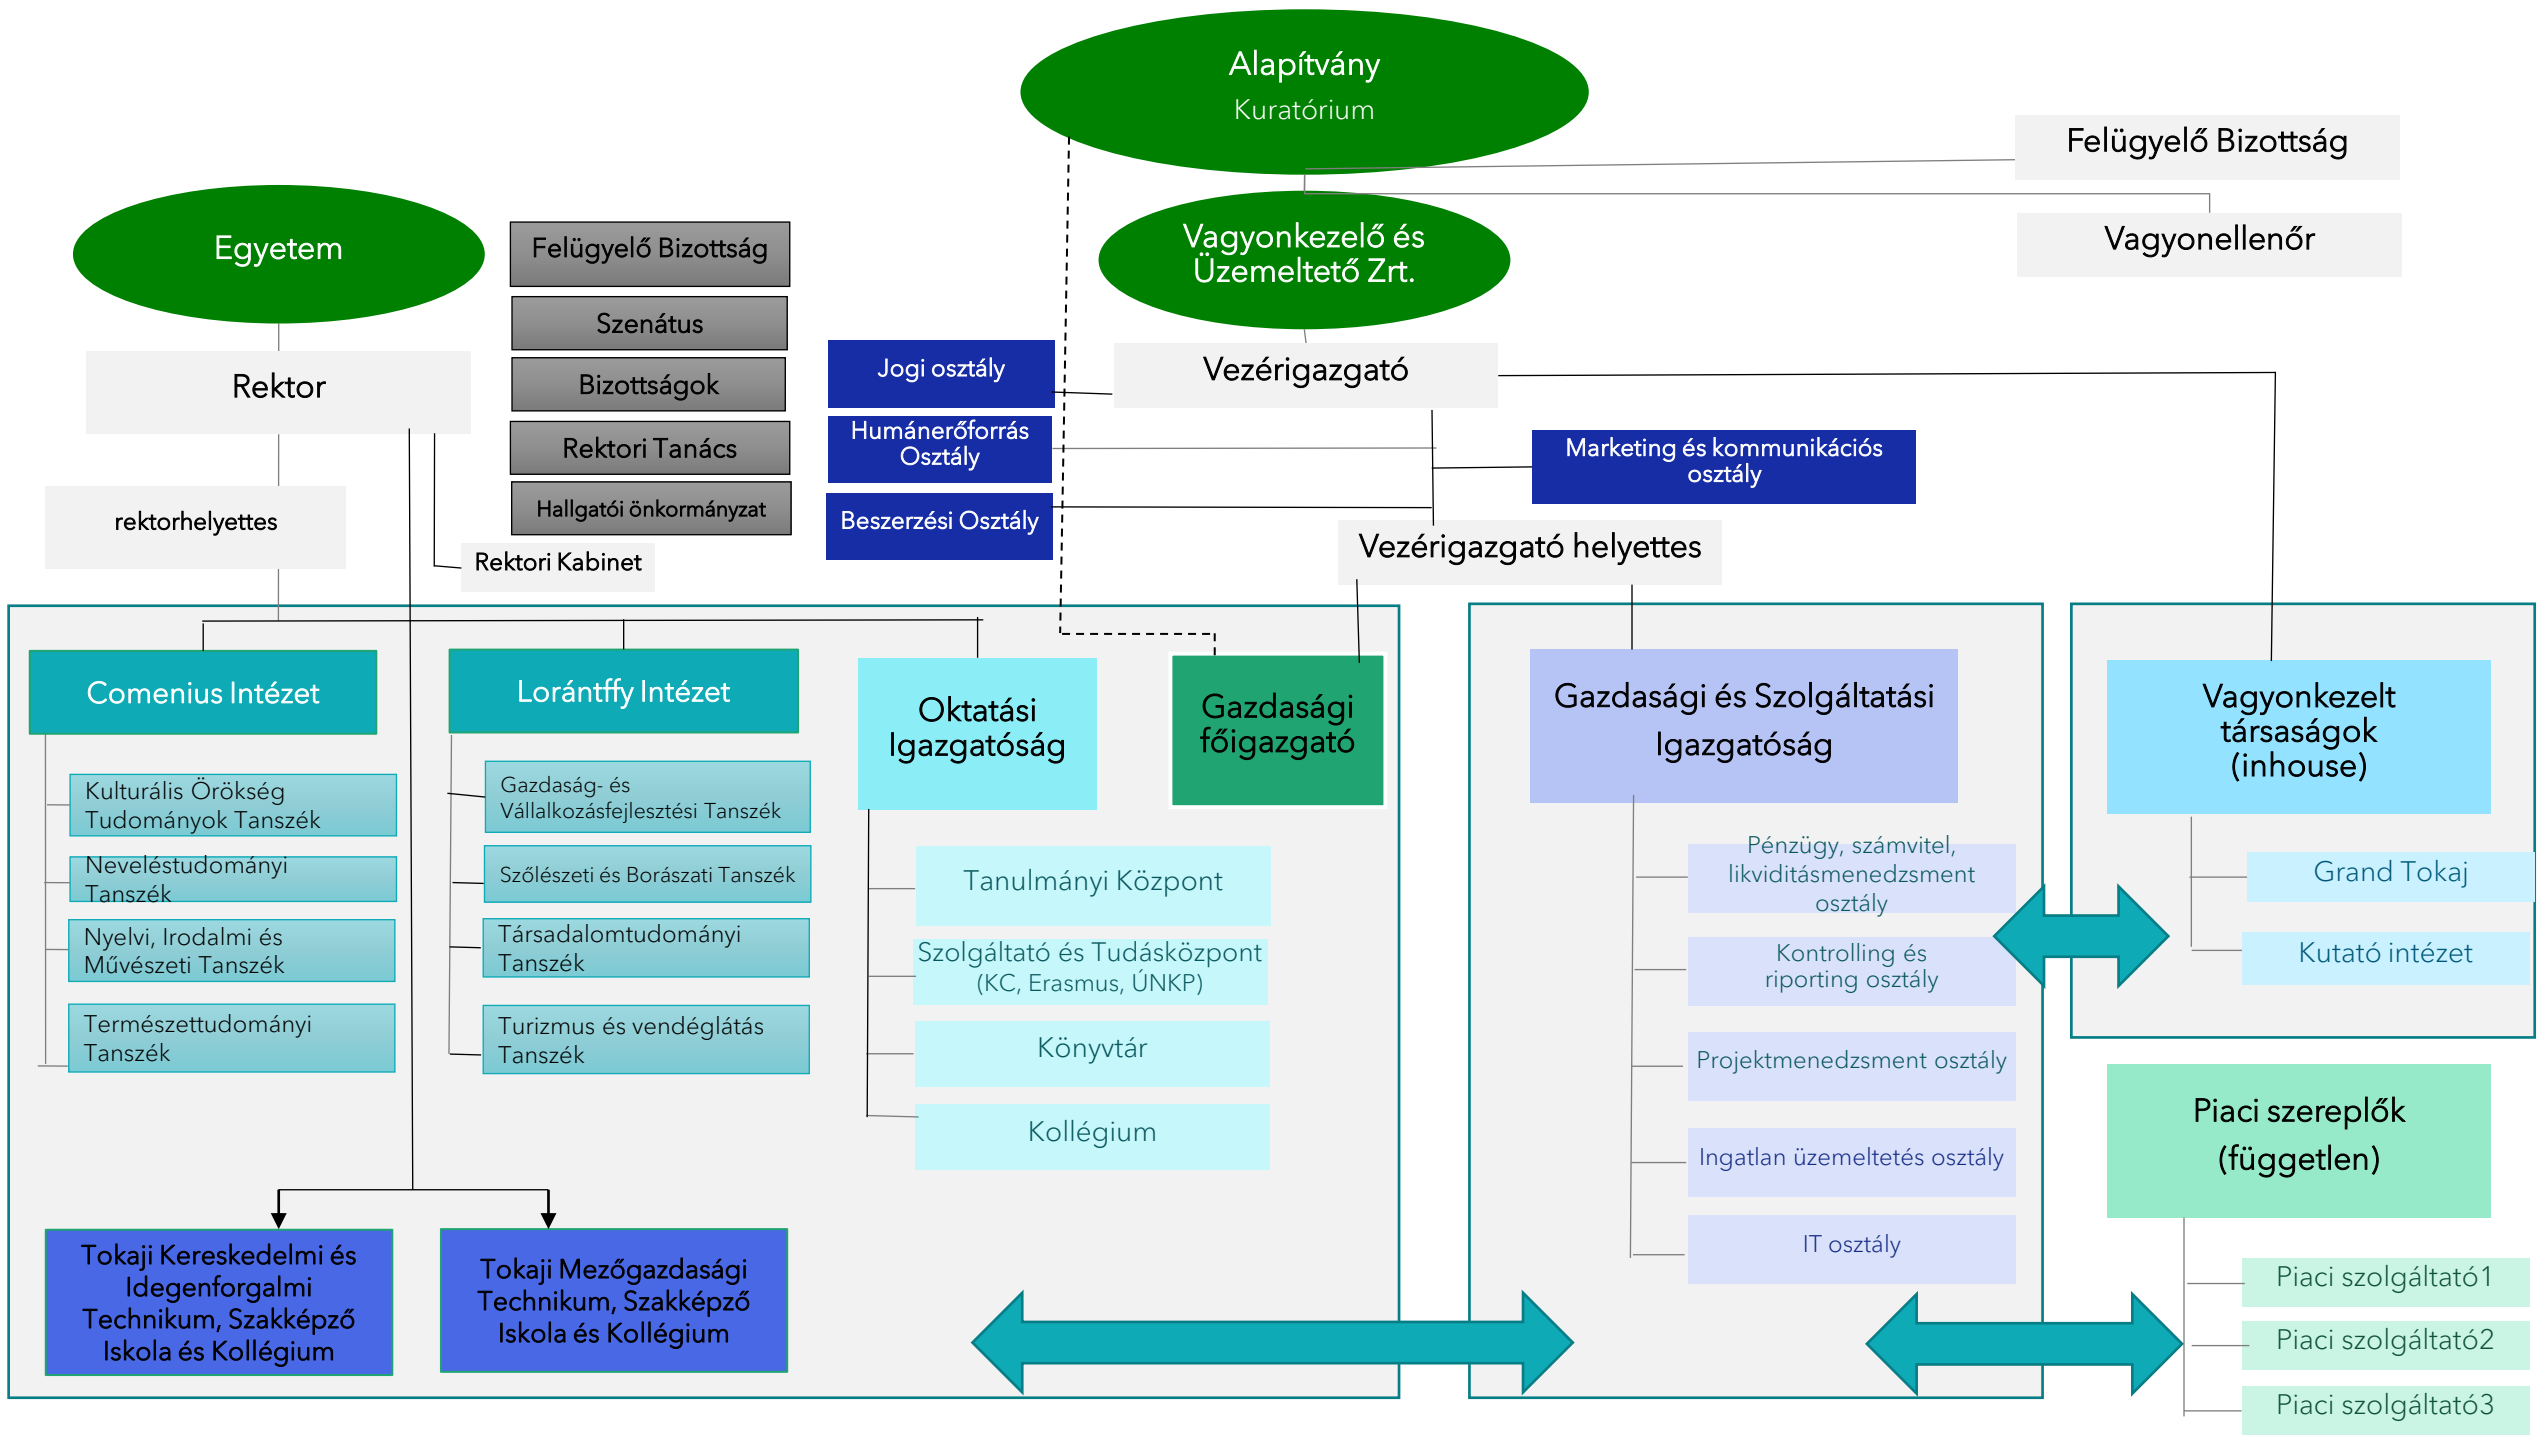 Alapítvány
Kuratórium
Felügyelő Bizottság
Vagyonellenőr
Vagyonkezelő és
Üzemeltető Zrt.
Egyetem
Felügyelő Bizottság
Szenátus
Bizottságok
Rektori Tanács
Hallgatói önkormányzat
Rektor
rektorhelyettes
Rektori Kabinet
Jogi osztály
Humánerőforrás
Osztály
Beszerzési Osztály
Vezérigazgató
Marketing és kommunikációs
osztály
Vezérigazgató helyettes
Comenius Intézet
Kulturális Örökség
Tudományok Tanszék
Neveléstudományi
Tanszék
Nyelvi, Irodalmi és
Művészeti Tanszék
Természettudományi
Tanszék
Lorántffy Intézet
Gazdaság- és
Vállalkozásfejlesztési Tanszék
Szőlészeti és Borászati Tanszék
Társadalomtudományi
Tanszék
Turizmus és vendéglátás
Tanszék
Oktatási
Igazgatóság
Tanulmányi Központ
Szolgáltató és Tudásközpont
(KC, Erasmus, ÚNKP)
Könyvtár
Kollégium
Gazdasági
főigazgató
Gazdasági és Szolgáltatási
Igazgatóság
Pénzügy, számvitel,
likviditásmenedzsment
osztály
Kontrolling és
riporting osztály
Projektmenedzsment osztály
Ingatlan üzemeltetés osztály
IT osztály
Vagyonkezelt
társaságok
(inhouse)
Grand Tokaj
Kutató intézet
Piaci szereplők
(független)
Piaci szolgáltató1
Piaci szolgáltató2
Piaci szolgáltató3
Tokaji Kereskedelmi és
Idegenforgalmi
Technikum, Szakképző
Iskola és Kollégium
Tokaji Mezőgazdasági
Technikum, Szakképző
Iskola és Kollégium